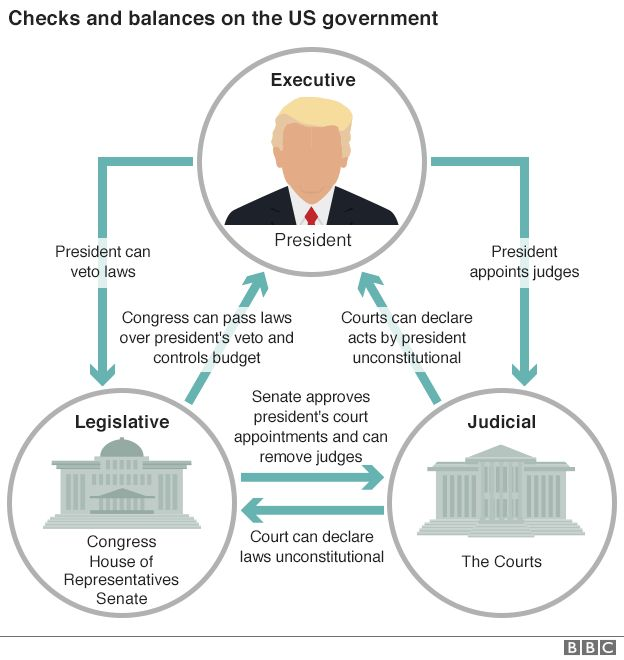 Checks and balances on the US government
Executive
President
President can
veto laws
President
appoints judges
Congress can pass laws
over president's veto and
controls budget
Courts can declare
acts by president
unconstitutional
Senate approves
president's court
appointments and can
remove judges
Legislative
Congress
House of
Representatives
Senate
Judicial
The Courts
Court can declare
laws unconstitutional
BBC